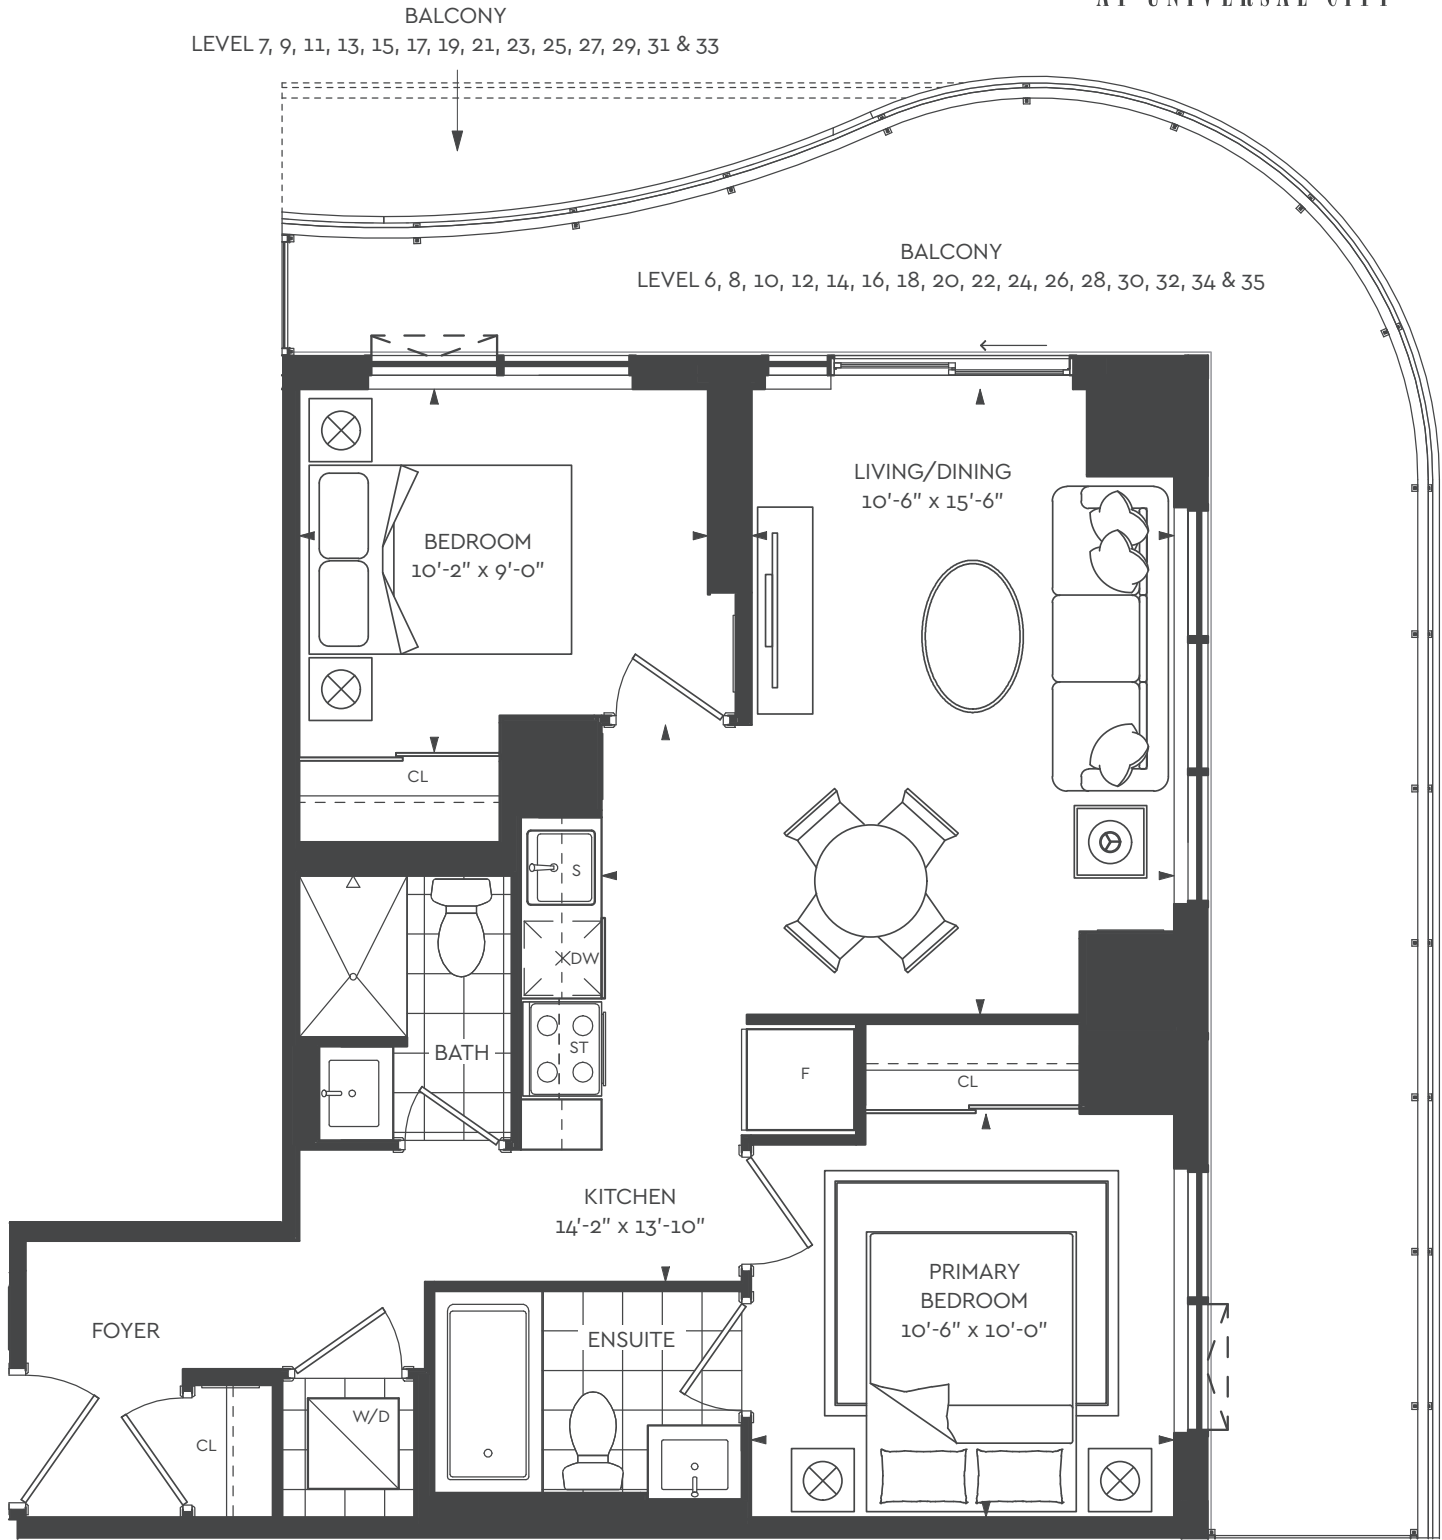 AT UNIVERSAL CITY
BALCONY
LEVEL 7, 9, 11, 13, 15, 17, 19, 21, 23, 25, 27, 29, 31 & 33
BALCONY
LEVEL 6, 8, 10, 12, 14, 16, 18, 20, 22, 24, 26, 28, 30, 32, 34 & 35
LIVING/DINING
10'-6" x 15'-6"
BEDROOM
10'-2" x 9'-0"
CL
S
DW
ST
BATH
F
CL
KITCHEN
14'-2" x 13'-10"
PRIMARY
BEDROOM
10'-6" x 10'-0"
FOYER
ENSUITE
W/D
CL